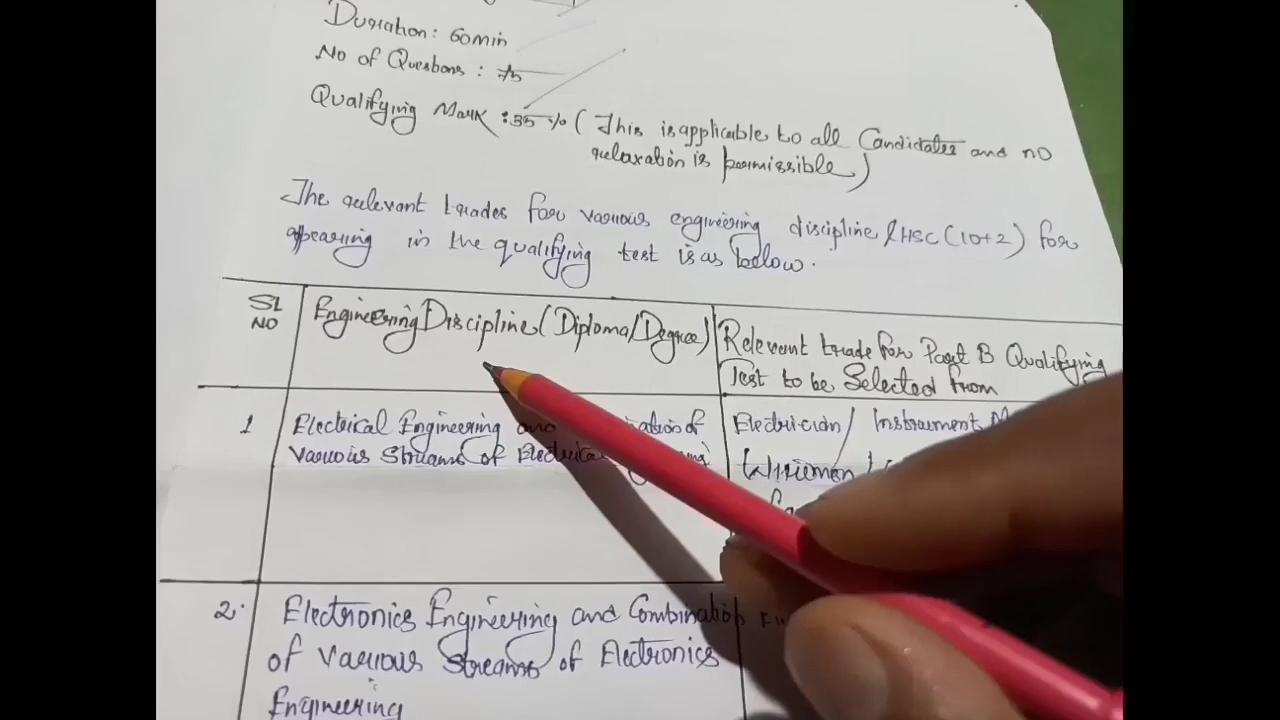 Duration: 60min
No of Questions: 75
Qualifying Mark: 35% (This is applicable to all Candidates and no
relaxation is permissible)
The relevant trades for various engineering discipline / HSC (10+2) for
appearing in the qualifying test is as below.
SL
NO
Engineering Discipline (Diploma/Degree)
Relevant trade for Part B Qualifying
Test to be Selected from
1
Electrical Engineering and of
Various Streams of Electrical
Electrician/ Instrument
Wireman/
2.
Electronics Engineering and Combination
of Various Streams of Electronics
Engineering